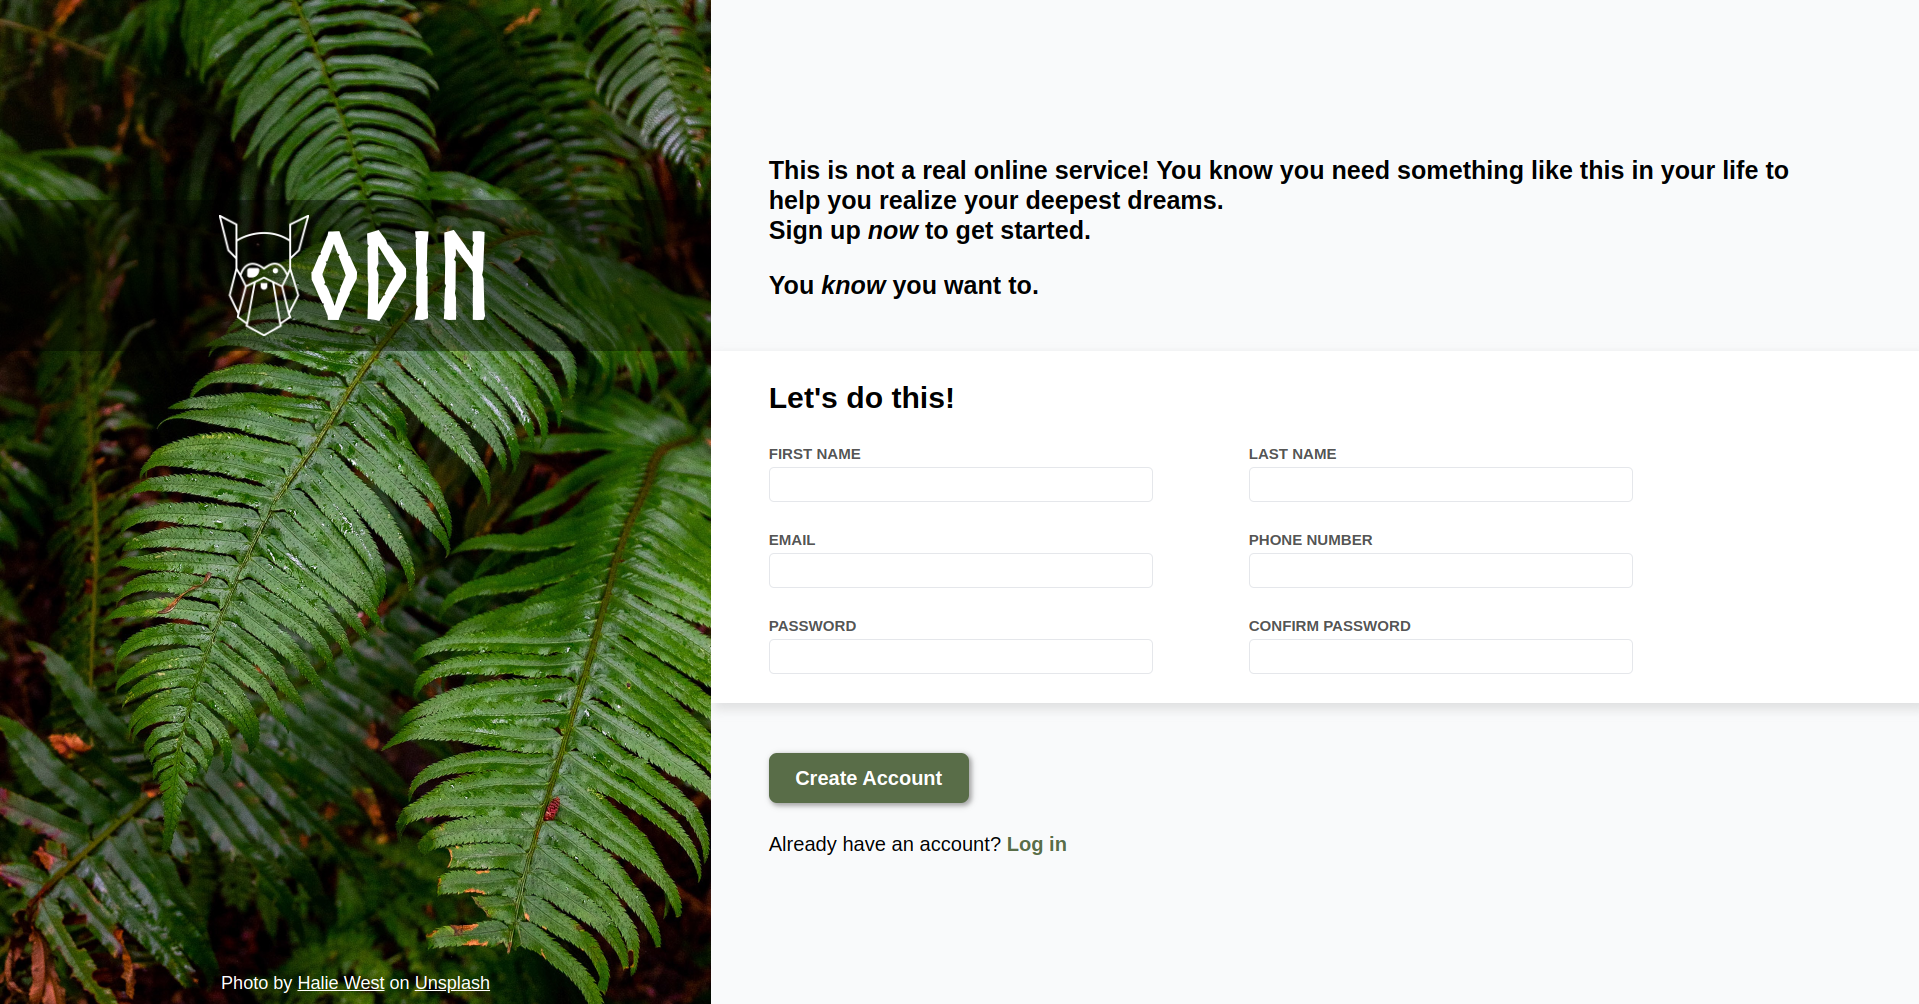 ODIN
Photo by Halie West on Unsplash
This is not a real online service! You know you need something like this in your life to
help you realize your deepest dreams.
Sign up now to get started.
You know you want to.
Let's do this!
FIRST NAME
LAST NAME
EMAIL
PHONE NUMBER
PASSWORD
CONFIRM PASSWORD
Create Account
Already have an account? Log in